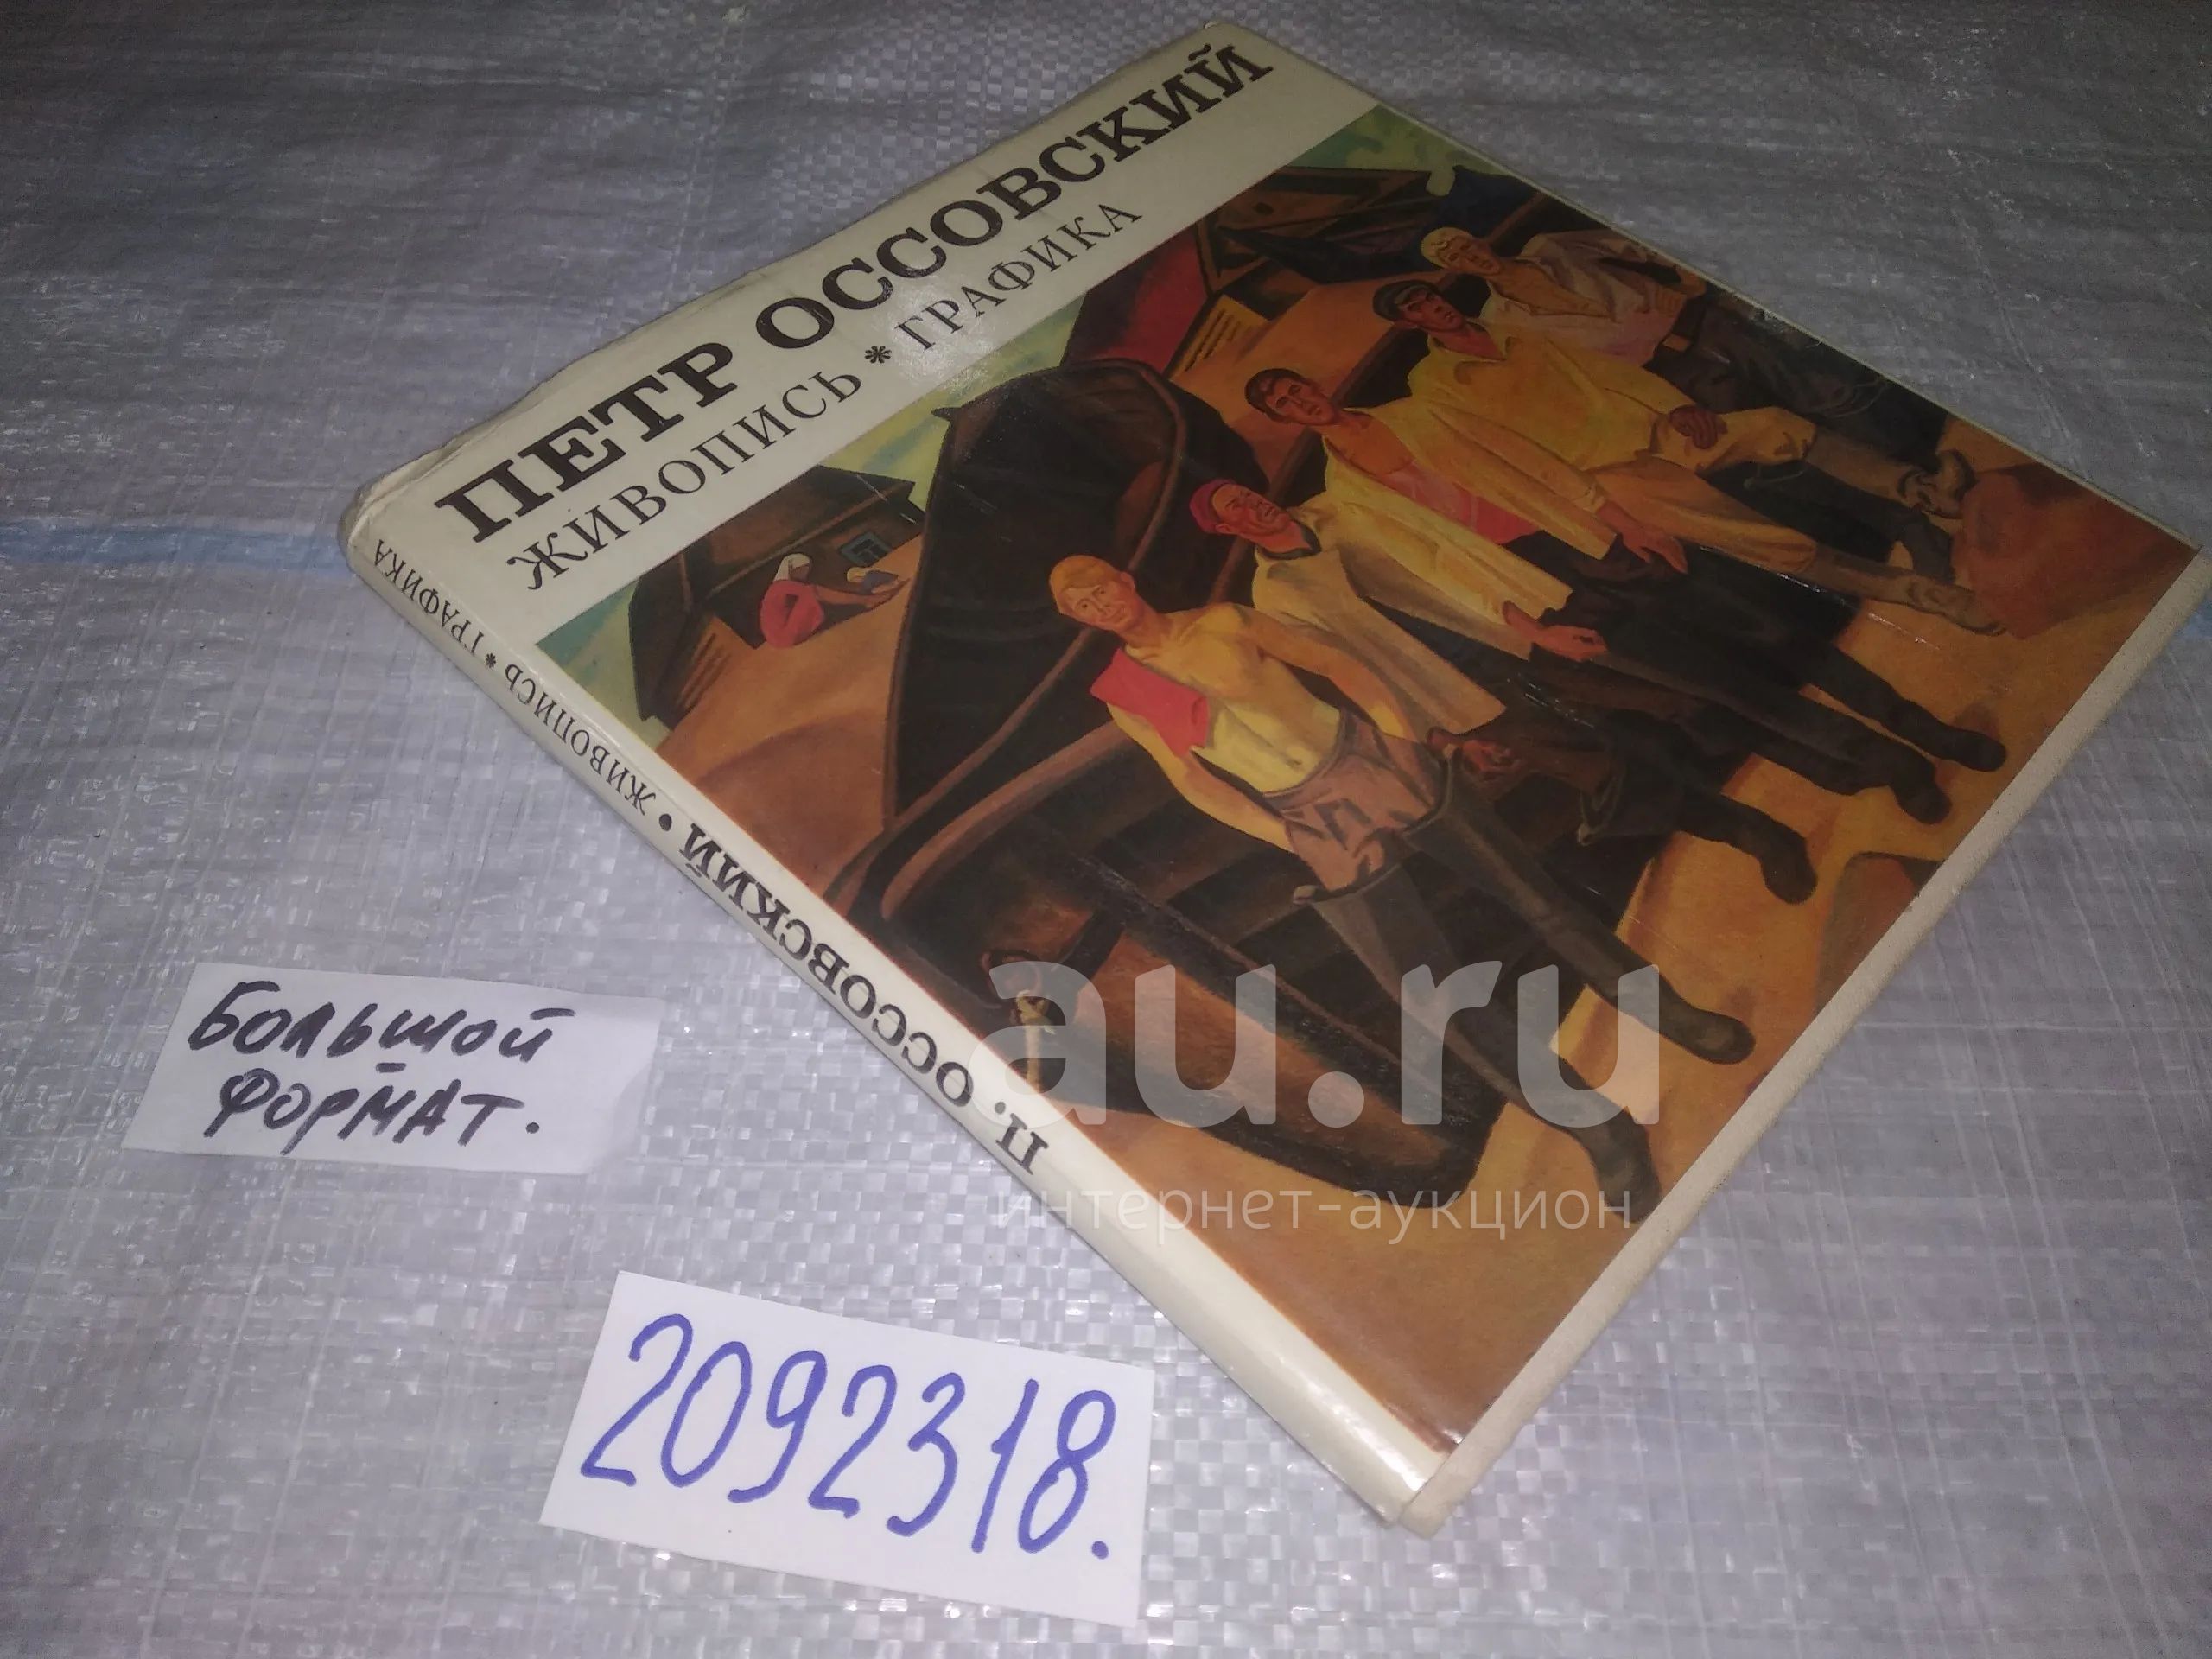 ПЕТР ОССОВСКИЙ
ЖИВОПИСЬ * ГРАФИКА
П. ОССОВСКИЙ • ЖИВОПИСЬ * ГРАФИКА
au.ru
интернет-аукцион
БОЛЬШОЙ
ФОРМАТ.
2092318.